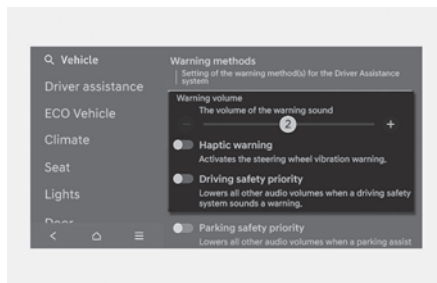 Vehicle
Driver assistance
ECO Vehicle
Climate
Seat
Lights
Door
Warning methods
Setting of the warning method(s) for the Driver Assistance
system
Warning volume
The volume of the warning sound
2
Haptic warning
Activates the steering wheel vibration warning,
Driving safety priority
Lowers all other audio volumes when a driving safety
system sounds a warning,
Parking safety priority
Lowers all other audio volumes when a parking assist